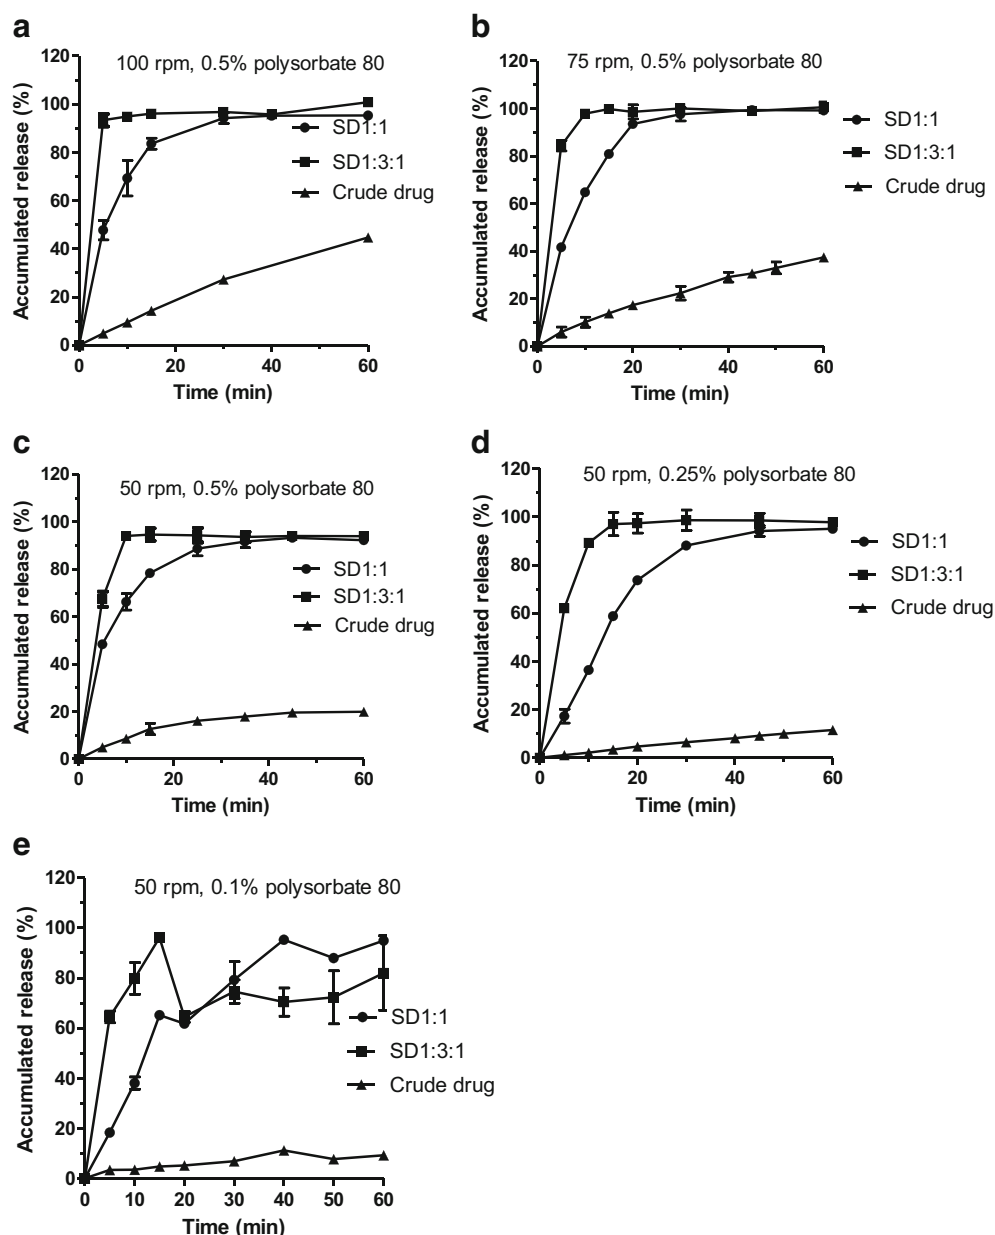 a
100 rpm, 0.5% polysorbate 80
Accumulated release (%)
120
100
80
60
40
20
0
0 20 40 60
Time (min)
SD1:1
SD1:3:1
Crude drug
b
75 rpm, 0.5% polysorbate 80
Accumulated release (%)
120
100
80
60
40
20
0
0 20 40 60
Time (min)
SD1:1
SD1:3:1
Crude drug
c
50 rpm, 0.5% polysorbate 80
Accumulated release (%)
120
100
80
60
40
20
0
0 20 40 60
Time (min)
SD1:1
SD1:3:1
Crude drug
d
50 rpm, 0.25% polysorbate 80
Accumulated release (%)
120
100
80
60
40
20
0
0 20 40 60
Time (min)
SD1:1
SD1:3:1
Crude drug
e
50 rpm, 0.1% polysorbate 80
Accumulated release (%)
120
100
80
60
40
20
0
0 10 20 30 40 50 60
Time (min)
SD1:1
SD1:3:1
Crude drug